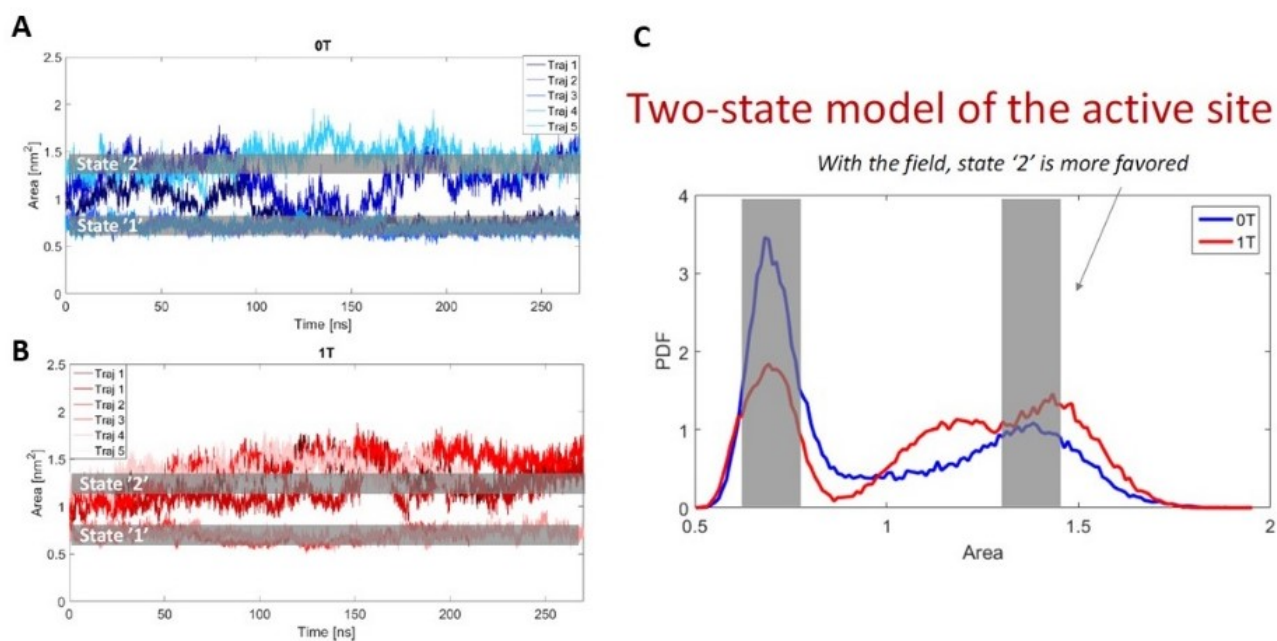 A
0T
2.5
2
1.5
1
0.5
0
Area [nm²]
State '2'
State '1'
Traj 1
Traj 2
Traj 3
Traj 4
Traj 5
0 50 100 150 200 250
Time [ns]
B
1T
2.5
2
1.5
1
0.5
0
Area [nm²]
Traj 1
Traj 1
Traj 2
Traj 3
Traj 4
Traj 5
State '2'
State '1'
0 50 100 150 200 250
Time [ns]
C
Two-state model of the active site
With the field, state '2' is more favored
4
3
2
1
0
PDF
0T
1T
0.5 1 1.5 2
Area